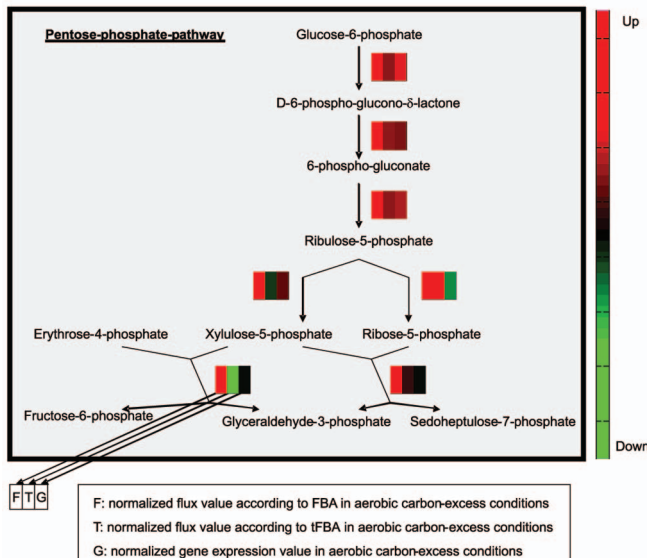 Pentose-phosphate-pathway
Glucose-6-phosphate
Up
D-6-phospho-glucono-δ-lactone
6-phospho-gluconate
Ribulose-5-phosphate
Erythrose-4-phosphate Xylulose-5-phosphate Ribose-5-phosphate
Fructose-6-phosphate Glyceraldehyde-3-phosphate Sedoheptulose-7-phosphate
Down
F T G
F: normalized flux value according to FBA in aerobic carbon-excess conditions
T: normalized flux value according to tFBA in aerobic carbon-excess conditions
G: normalized gene expression value in aerobic carbon-excess conditions